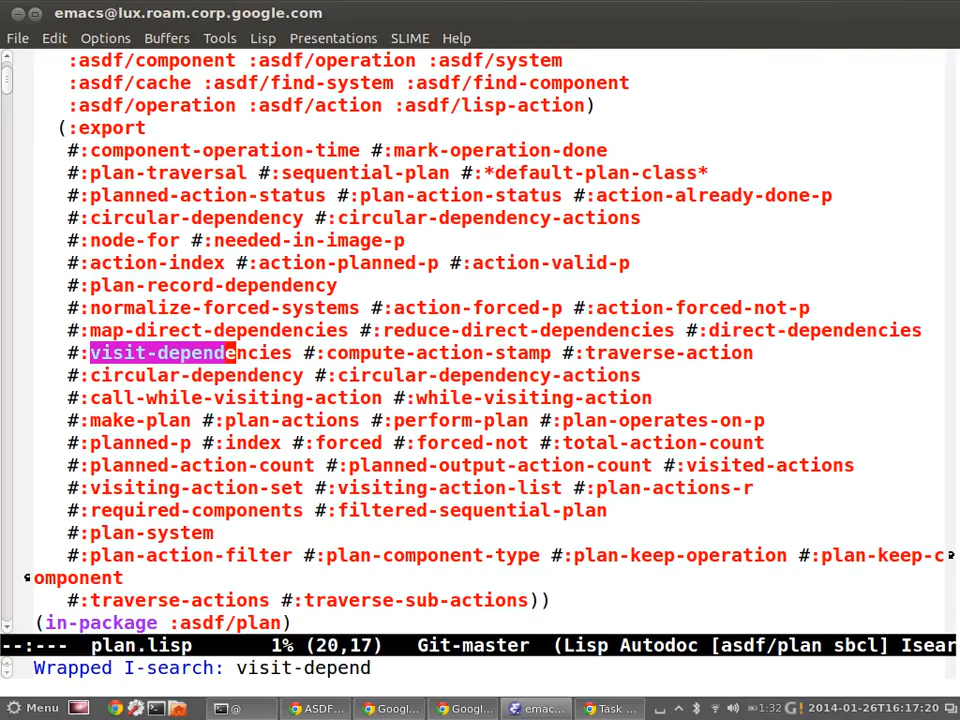 emacs@lux.roam.corp.google.com
File Edit Options Buffers Tools Lisp Presentations SLIME Help
:asdf/component :asdf/operation :asdf/system
:asdf/cache :asdf/find-system :asdf/find-component
:asdf/operation :asdf/action :asdf/lisp-action)
(:export
#:component-operation-time #:mark-operation-done
#:plan-traversal #:sequential-plan #:*default-plan-class*
#:planned-action-status #:plan-action-status #:action-already-done-p
#:circular-dependency #:circular-dependency-actions
#:node-for #:needed-in-image-p
#:action-index #:action-planned-p #:action-valid-p
#:plan-record-dependency
#:normalize-forced-systems #:action-forced-p #:action-forced-not-p
#:map-direct-dependencies #:reduce-direct-dependencies #:direct-dependencies
#:visit-dependencies #:compute-action-stamp #:traverse-action
#:circular-dependency #:circular-dependency-actions
#:call-while-visiting-action #:while-visiting-action
#:make-plan #:plan-actions #:perform-plan #:plan-operates-on-p
#:planned-p #:index #:forced #:forced-not #:total-action-count
#:planned-action-count #:planned-output-action-count #:visited-actions
#:visiting-action-set #:visiting-action-list #:plan-actions-r
#:required-components #:filtered-sequential-plan
#:plan-system
#:plan-action-filter #:plan-component-type #:plan-keep-operation #:plan-keep-c
omponent
#:traverse-actions #:traverse-sub-actions))
(in-package :asdf/plan)
--:--- plan.lisp 1% (20,17) Git-master (Lisp Autodoc [asdf/plan sbcl] Isear
Wrapped I-search: visit-depend
Menu @ ASDF... Googl... Googl... emac... Task ... 1:32 2014-01-26T16:17:20